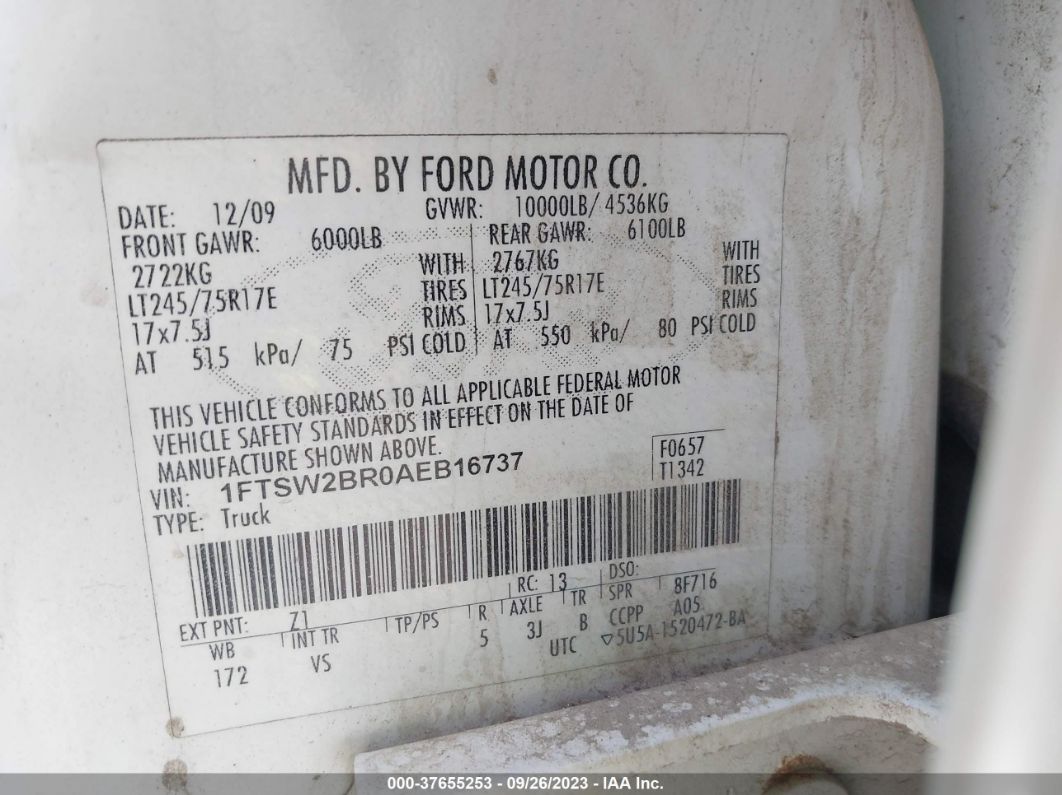 MFD. BY FORD MOTOR CO.
DATE: 12/09 GVWR: 10000LB/ 4536KG
FRONT GAWR: 6000LB REAR GAWR: 6100LB
2722KG WITH 2767KG WITH
LT245/75R17E TIRES LT245/75R17E TIRES
17x7.5J RIMS 17x7.5J RIMS
AT 515 kPa/ 75 PSI COLD AT 550 kPa/ 80 PSI COLD
THIS VEHICLE CONFORMS TO ALL APPLICABLE FEDERAL MOTOR
VEHICLE SAFETY STANDARDS IN EFFECT ON THE DATE OF
MANUFACTURE SHOWN ABOVE.
F0657
VIN: 1FTSW2BR0AEB16737
T1342
TYPE: Truck
EXT PNT: Z1 RC: 13 DSO:
WB INT TR TP/PS R AXLE TR SPR 8F716
172 VS 5 3J B CCPP A05
UTC ▽5U5A-1520472-BA
000-37655253 - 09/26/2023 - IAA Inc.